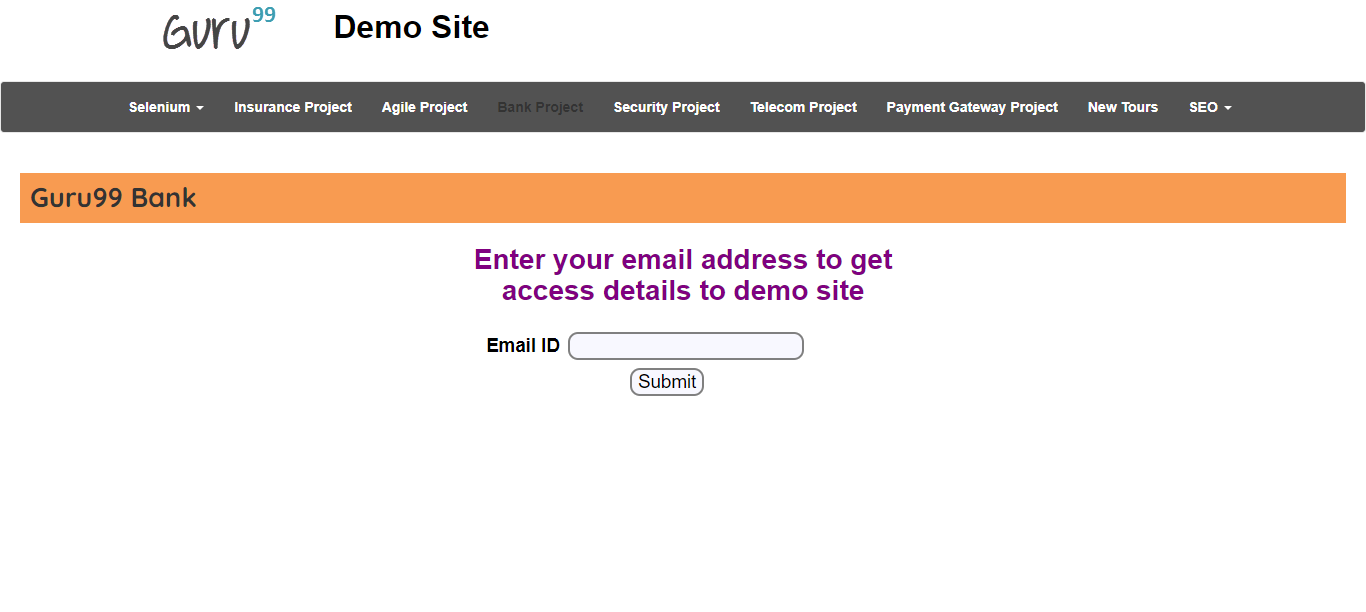 Guru99 Demo Site
Selenium Insurance Project Agile Project Bank Project Security Project Telecom Project Payment Gateway Project New Tours SEO
Guru99 Bank
Enter your email address to get
access details to demo site
Email ID
Submit